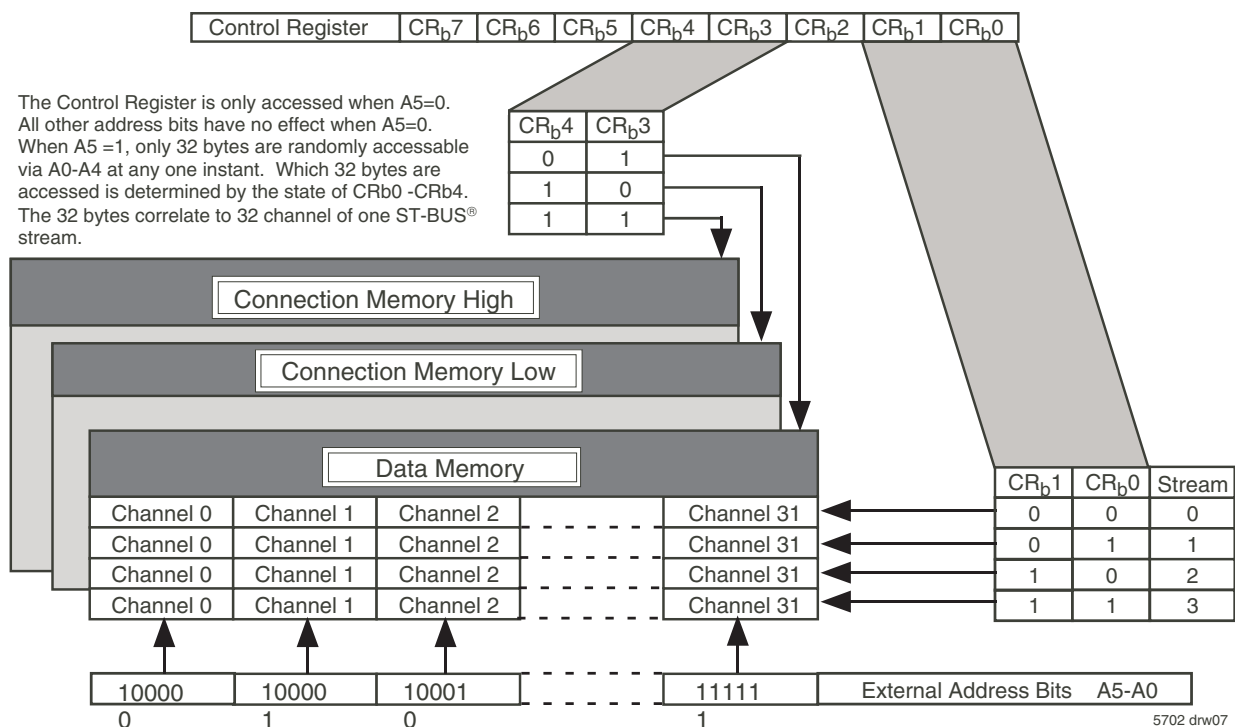 Control Register CRb7 CRb6 CRb5 CRb4 CRb3 CRb2 CRb1 CRb0
The Control Register is only accessed when A5=0.
All other address bits have no effect when A5=0.
When A5 =1, only 32 bytes are randomly accessable
via A0-A4 at any one instant. Which 32 bytes are
accessed is determined by the state of CRb0 -CRb4.
The 32 bytes correlate to 32 channel of one ST-BUS®
stream.
CRb4 CRb3
0 1
1 0
1 1
Connection Memory High
Connection Memory Low
Data Memory
CRb1 CRb0 Stream
Channel 0 Channel 1 Channel 2 Channel 31 0 0 0
Channel 0 Channel 1 Channel 2 Channel 31 0 1 1
Channel 0 Channel 1 Channel 2 Channel 31 1 0 2
Channel 0 Channel 1 Channel 2 Channel 31 1 1 3
10000 10000 10001 11111 External Address Bits A5-A0
0 1 0 1
5702 drw07